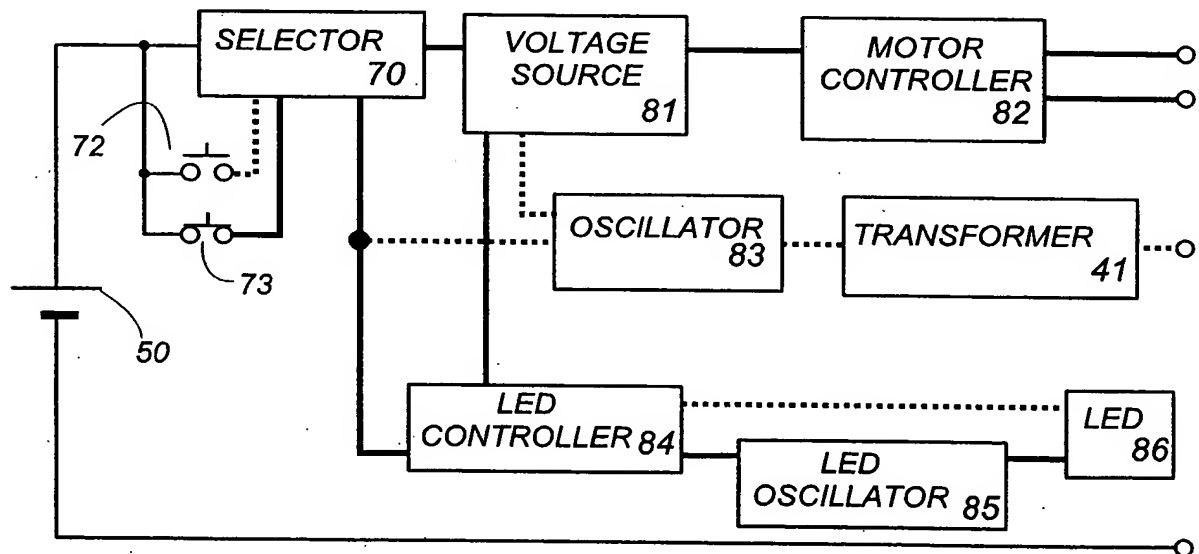 SELECTOR
70
VOLTAGE
SOURCE
81
MOTOR
CONTROLLER
82
72
73
50
OSCILLATOR
83
TRANSFORMER
41
LED
CONTROLLER 84
LED
OSCILLATOR 85
LED
86